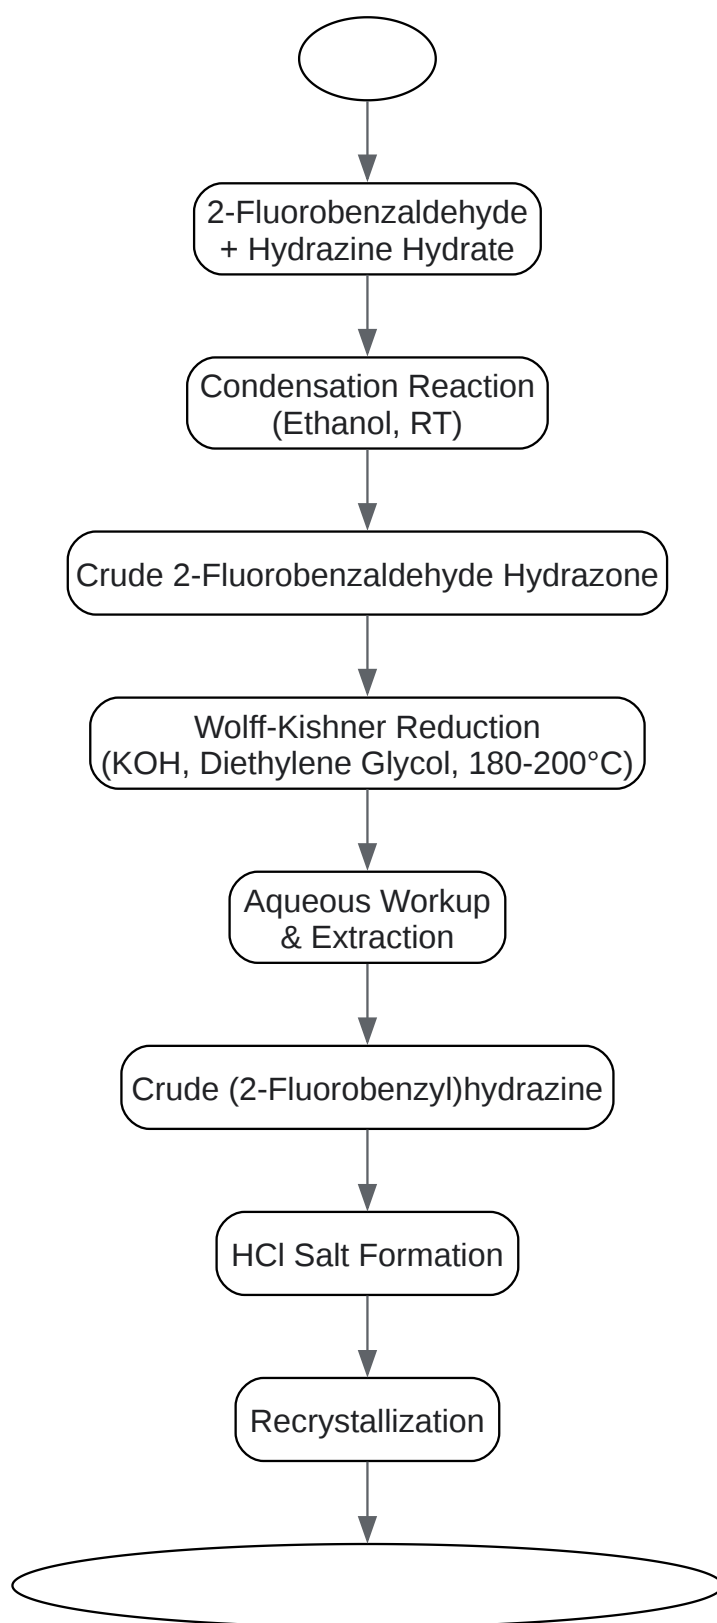 2-Fluorobenzaldehyde
+ Hydrazine Hydrate
Condensation Reaction
(Ethanol, RT)
Crude 2-Fluorobenzaldehyde Hydrazone
Wolff-Kishner Reduction
(KOH, Diethylene Glycol, 180-200°C)
Aqueous Workup
& Extraction
Crude (2-Fluorobenzyl)hydrazine
HCl Salt Formation
Recrystallization